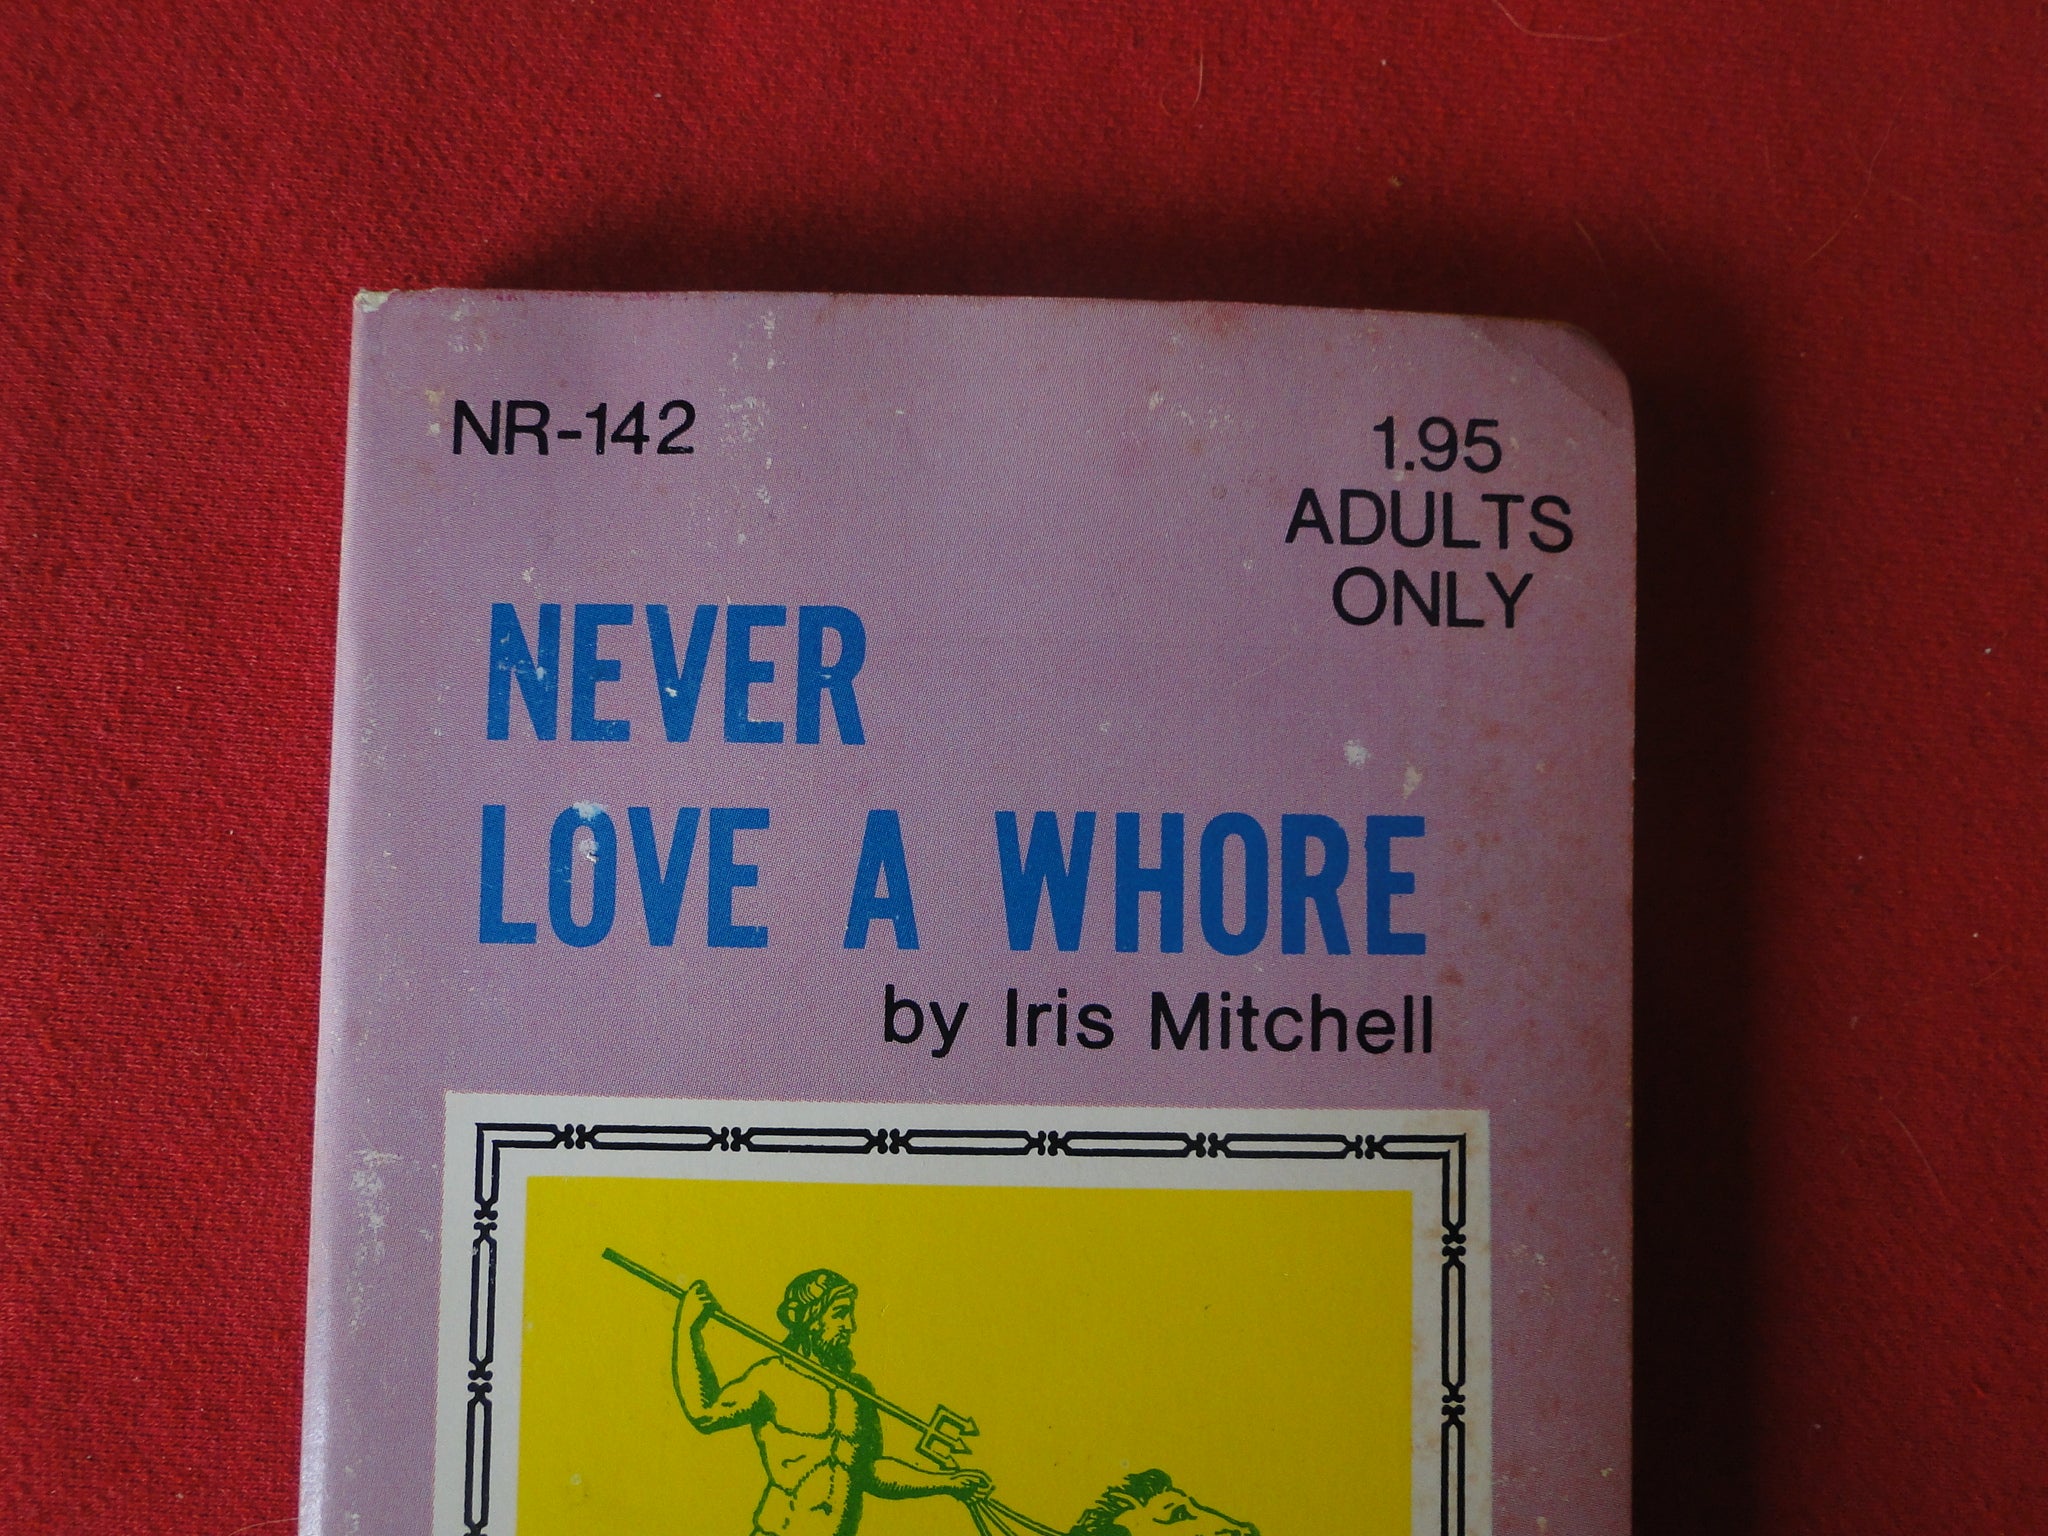 NR-142
1.95
ADULTS
ONLY
NEVER
LOVE A WHORE
by Iris Mitchell